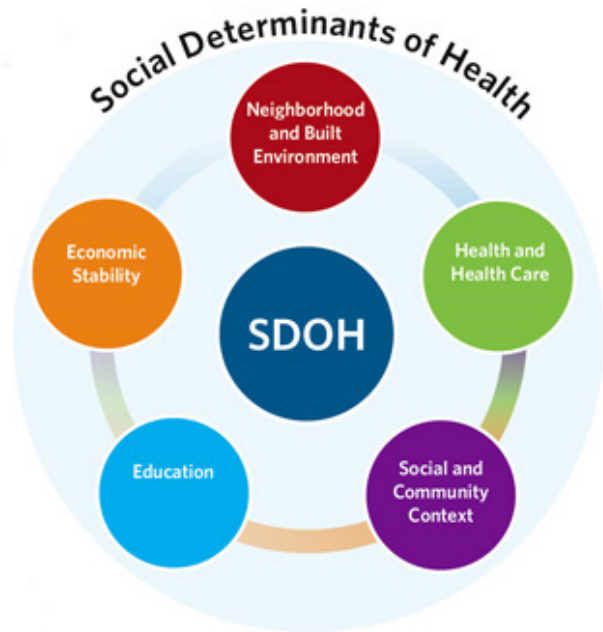 Social Determinants of Health
Neighborhood
and Built
Environment
Economic
Stability
Health and
Health Care
SDOH
Education
Social and
Community
Context